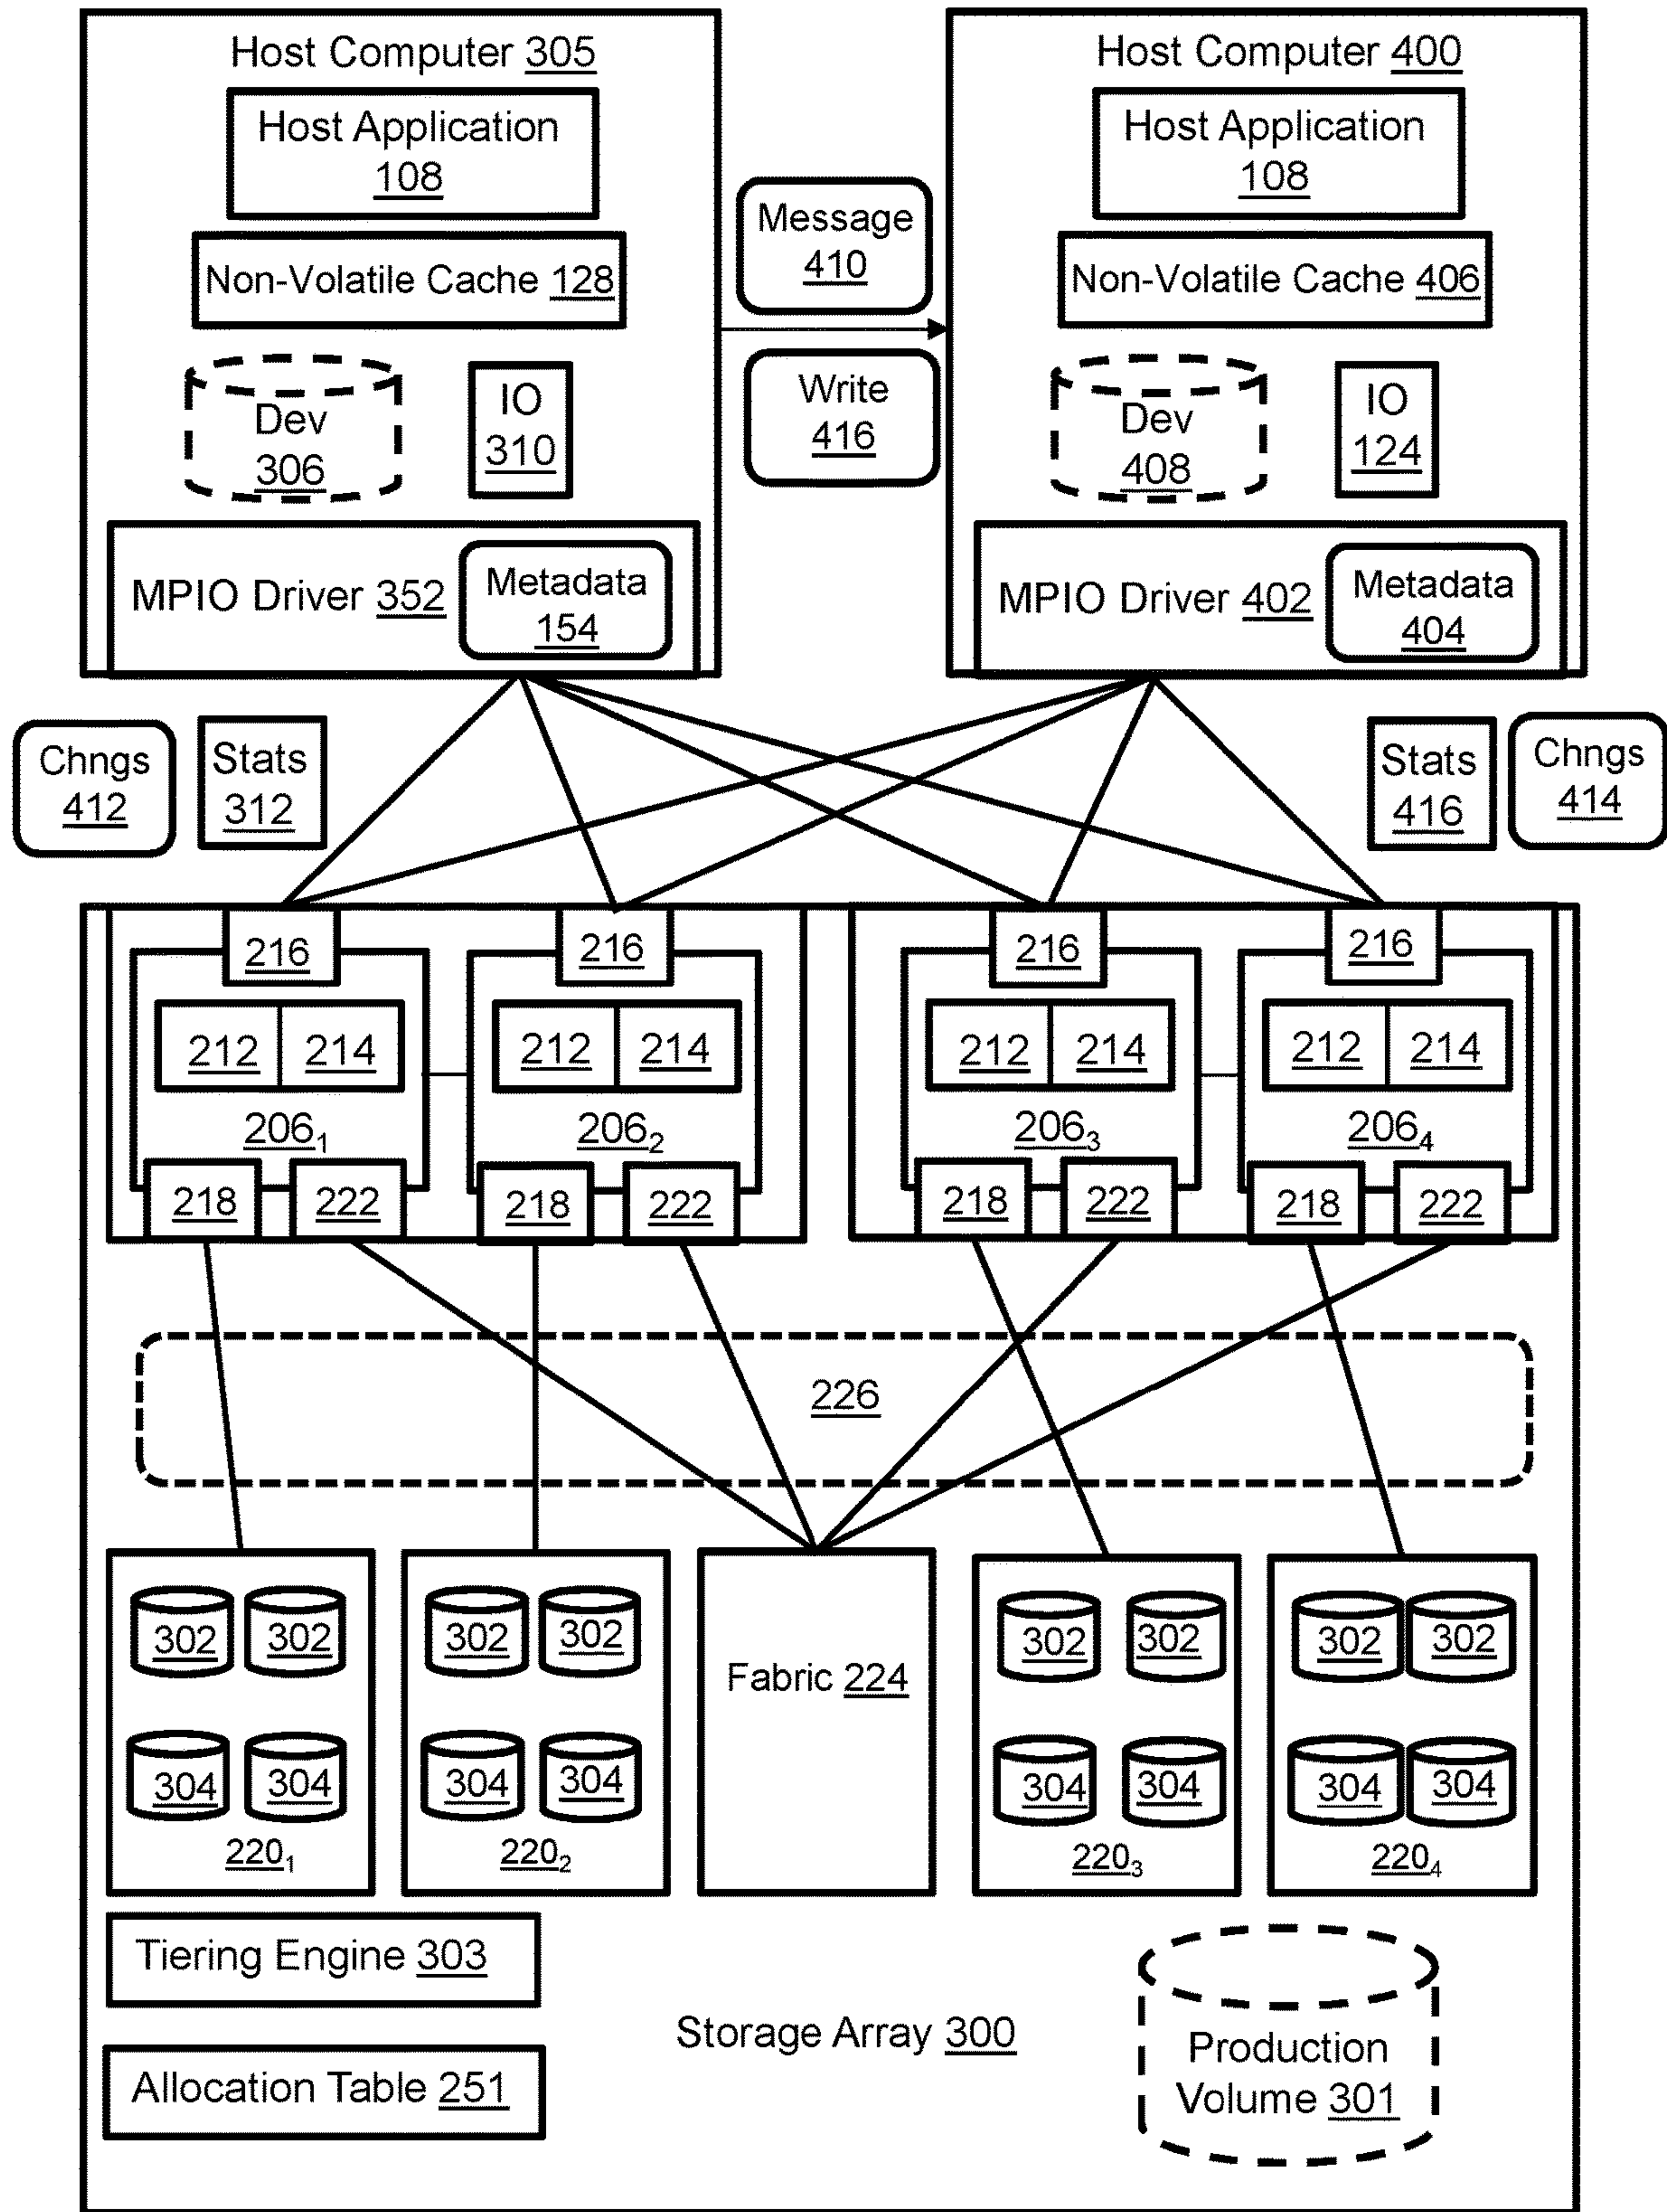 Host Computer 305
Host Application
108
Non-Volatile Cache 128
Dev
306
IO
310
MPIO Driver 352
Metadata
154
Message
410
Write
416
Host Computer 400
Host Application
108
Non-Volatile Cache 406
Dev
408
IO
124
MPIO Driver 402
Metadata
404
Chngs
412
Stats
312
Stats
416
Chngs
414
216
216
216
216
212 214
212 214
212 214
212 214
206₁
206₂
206₃
206₄
218 222
218 222
218 222
218 222
226
302 302
304 304
220₁
302 302
304 304
220₂
Fabric 224
302 302
304 304
220₃
302 302
304 304
220₄
Tiering Engine 303
Allocation Table 251
Storage Array 300
Production
Volume 301